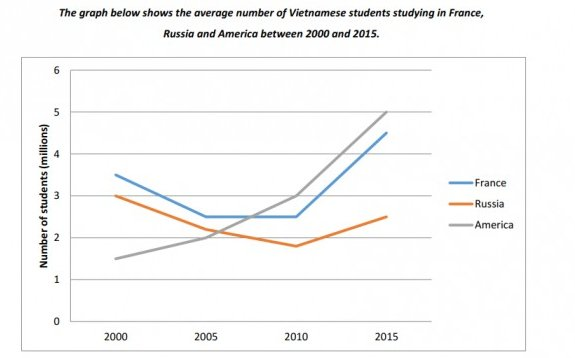 The graph below shows the average number of Vietnamese students studying in France,
Russia and America between 2000 and 2015.
6
5
4
3
2
1
0
Number of students (millions)
2000 2005 2010 2015
France
Russia
America